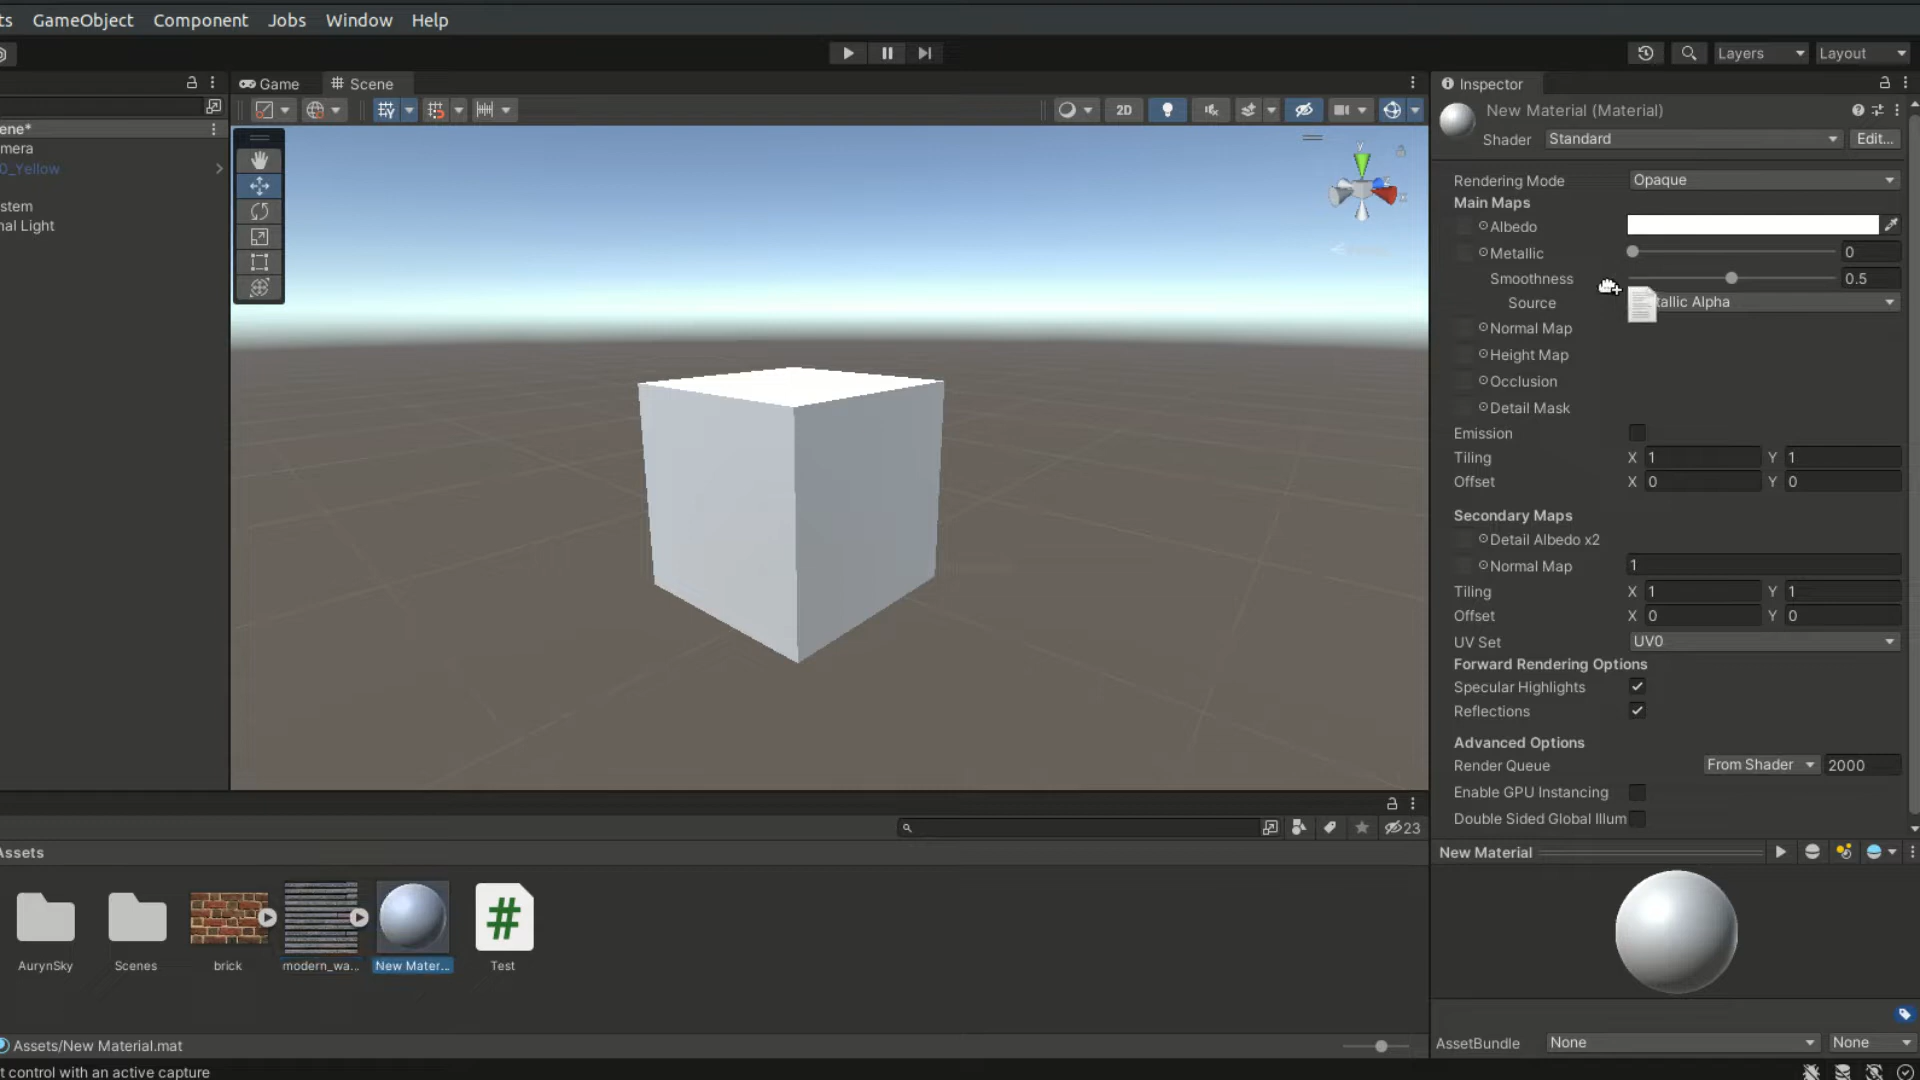 ts GameObject Component Jobs Window Help
Layers Layout
Game Scene
Inspector
2D
ene*
mera
0_Yellow
stem
nal Light
New Material (Material)
Shader Standard Edit...
Rendering Mode Opaque
Main Maps
Albedo
Metallic 0
Smoothness 0.5
Source tallic Alpha
Normal Map
Height Map
Occlusion
Detail Mask
Emission
Tiling X 1 Y 1
Offset X 0 Y 0
Secondary Maps
Detail Albedo x2
Normal Map 1
Tiling X 1 Y 1
Offset X 0 Y 0
UV Set UV0
Forward Rendering Options
Specular Highlights
Reflections
Advanced Options
Render Queue From Shader 2000
Enable GPU Instancing
Double Sided Global Illum
23
Assets
AurynSky Scenes brick modern_wa... New Mater... Test
Assets/New Material.mat
New Material
AssetBundle None None
t control with an active capture